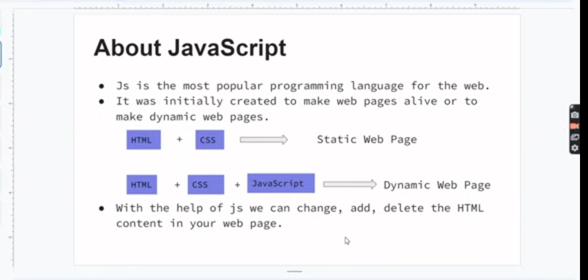 About JavaScript
● Js is the most popular programming language for the web.
● It was initially created to make web pages alive or to
make dynamic web pages.
HTML + CSS Static Web Page
HTML + CSS + JavaScript Dynamic Web Page
● With the help of js we can change, add, delete the HTML
content in your web page.